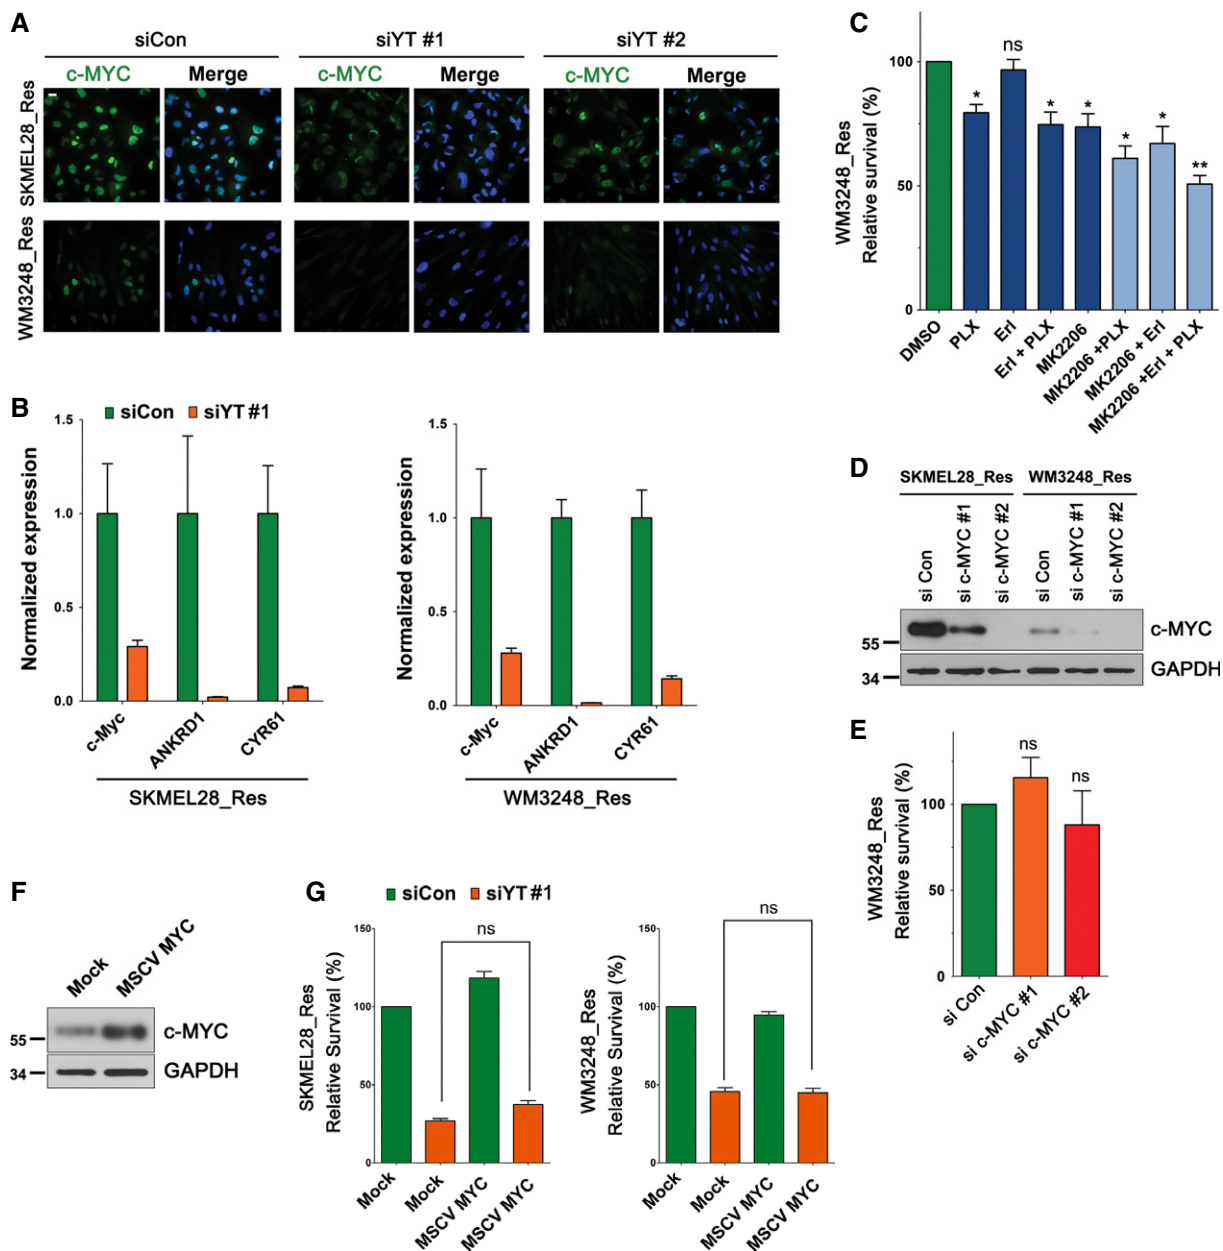 A
siCon
siYT #1
siYT #2
c-MYC
Merge
c-MYC
Merge
c-MYC
Merge
SKMEL28_Res
WM3248_Res
B
siCon
siYT #1
Normalized expression
1.5
1.0
0.5
0.0
c-Myc
ANKRD1
CYR61
SKMEL28_Res
Normalized expression
1.5
1.0
0.5
0.0
c-Myc
ANKRD1
CYR61
WM3248_Res
C
WM3248_Res
Relative survival (%)
100
50
0
*
ns
*
*
*
*
**
DMSO
PLX
Erl
Erl + PLX
MK2206
MK2206 +PLX
MK2206 + Erl
MK2206 +Erl + PLX
D
SKMEL28_Res
WM3248_Res
si Con
si c-MYC #1
si c-MYC #2
si Con
si c-MYC #1
si c-MYC #2
55
c-MYC
34
GAPDH
E
WM3248_Res
Relative survival (%)
100
50
0
ns
ns
si Con
si c-MYC #1
si c-MYC #2
F
Mock
MSCV MYC
55
c-MYC
34
GAPDH
G
siCon
siYT #1
SKMEL28_Res
Relative Survival (%)
150
100
50
0
ns
Mock
Mock
MSCV MYC
MSCV MYC
WM3248_Res
Relative Survival (%)
150
100
50
0
ns
Mock
Mock
MSCV MYC
MSCV MYC